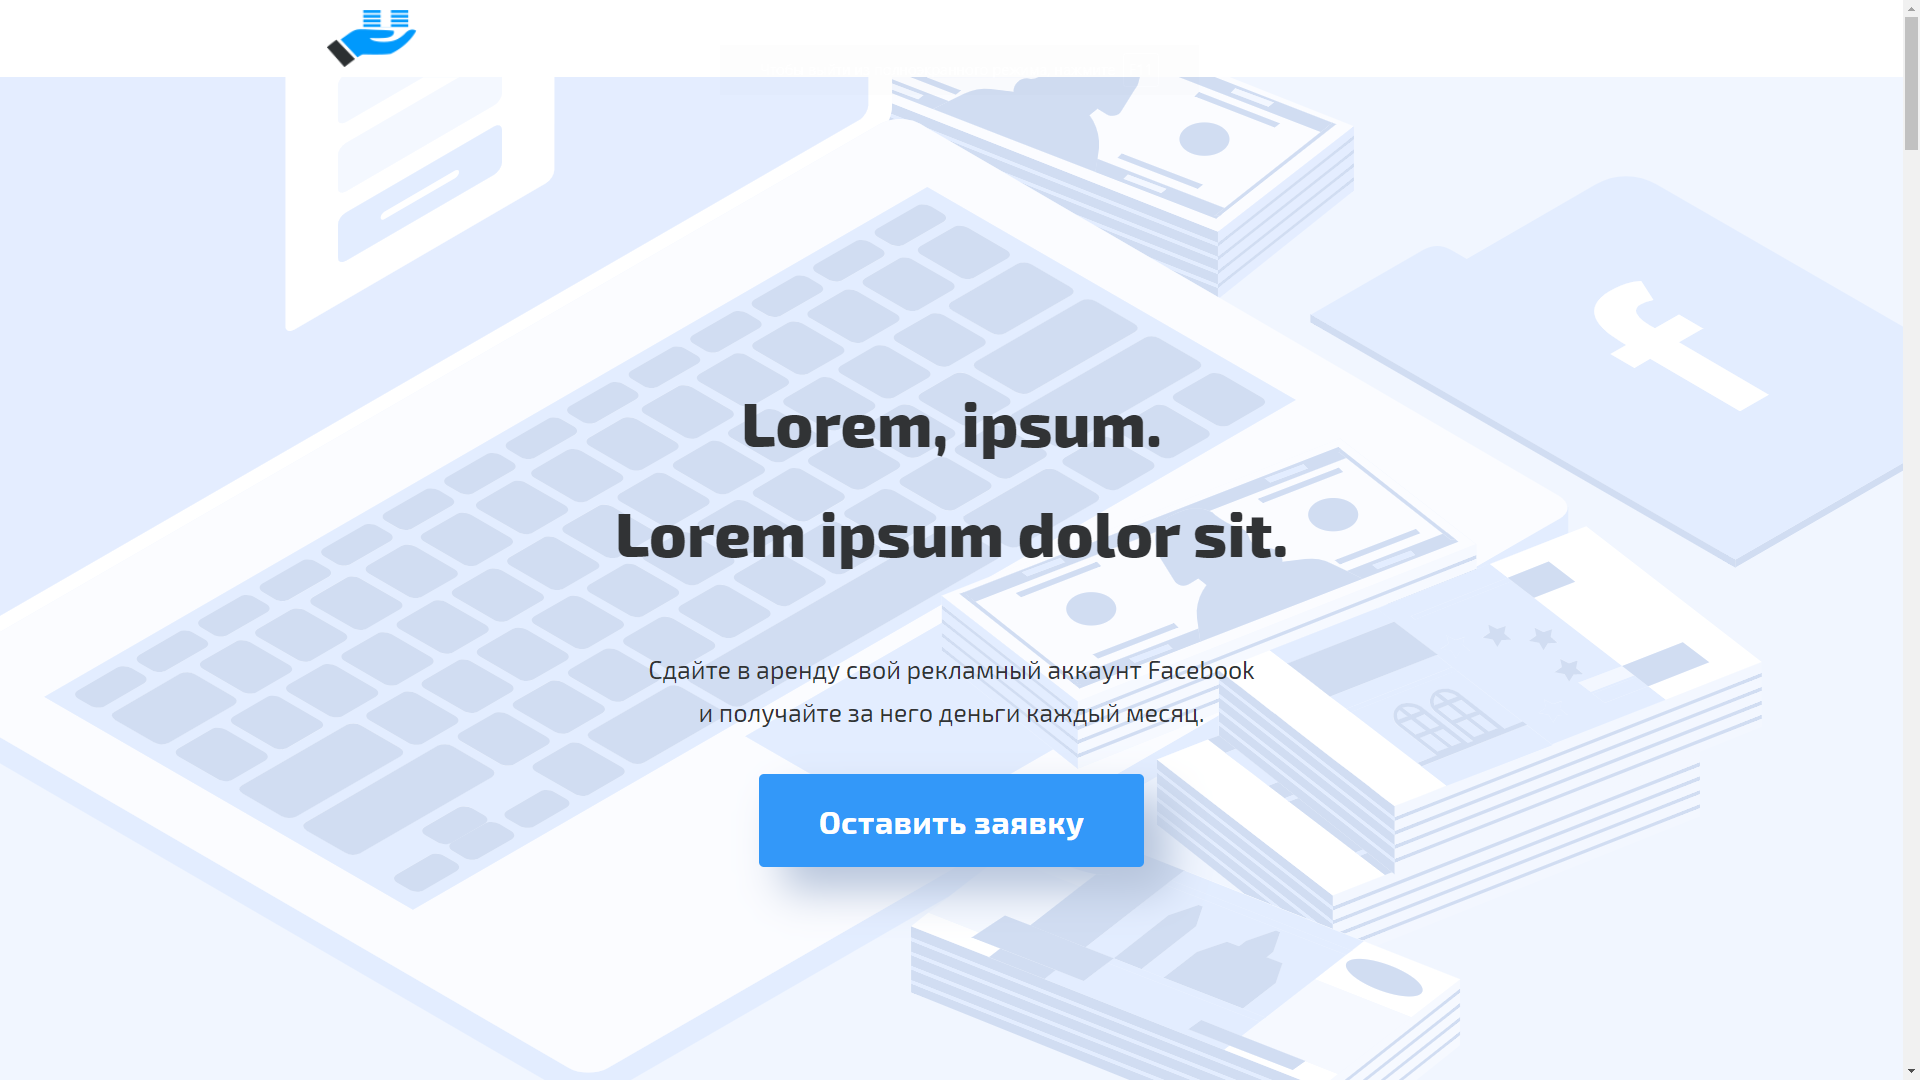 Lorem, ipsum.
Lorem ipsum dolor sit.
Сдайте в аренду свой рекламный аккаунт Facebook
и получайте за него деньги каждый месяц.
Оставить заявку